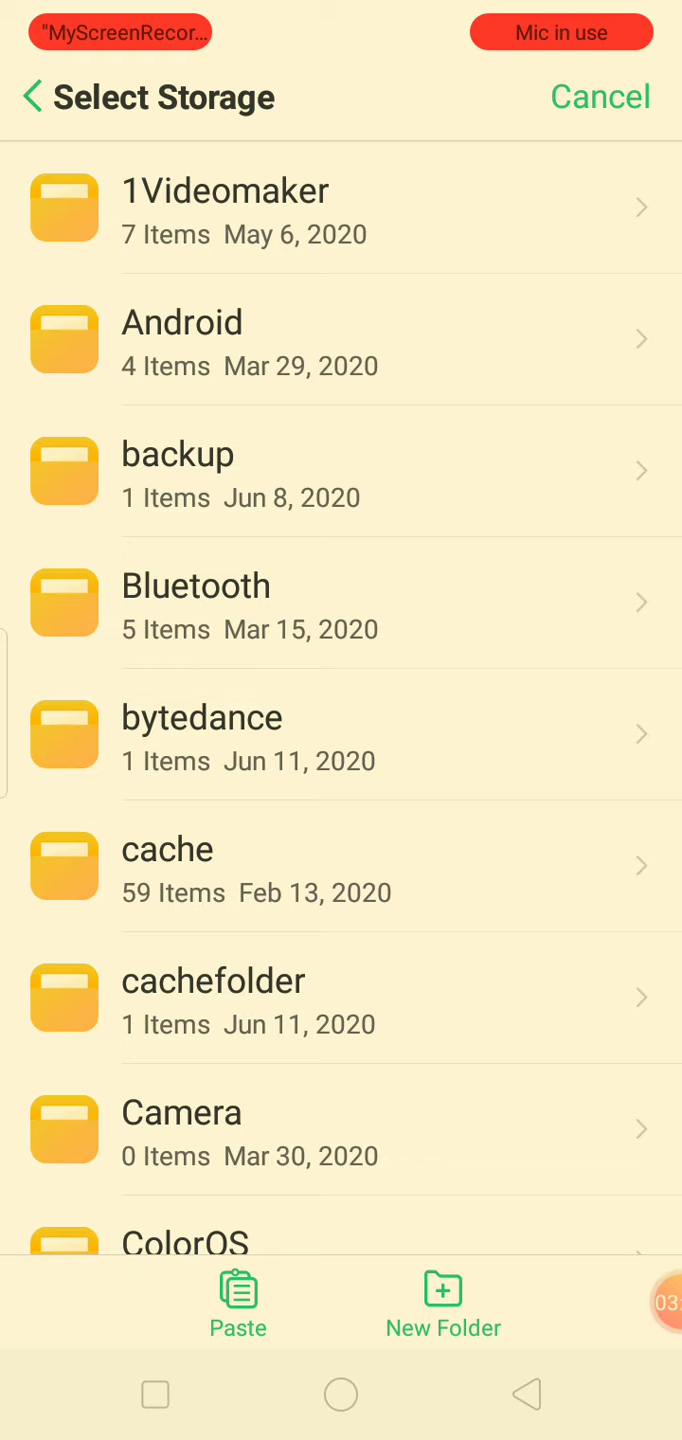 "MyScreenRecor...
Mic in use
Select Storage
Cancel
1Videomaker
7 Items May 6, 2020
Android
4 Items Mar 29, 2020
backup
1 Items Jun 8, 2020
Bluetooth
5 Items Mar 15, 2020
bytedance
1 Items Jun 11, 2020
cache
59 Items Feb 13, 2020
cachefolder
1 Items Jun 11, 2020
Camera
0 Items Mar 30, 2020
ColorOS
Paste
New Folder
03: